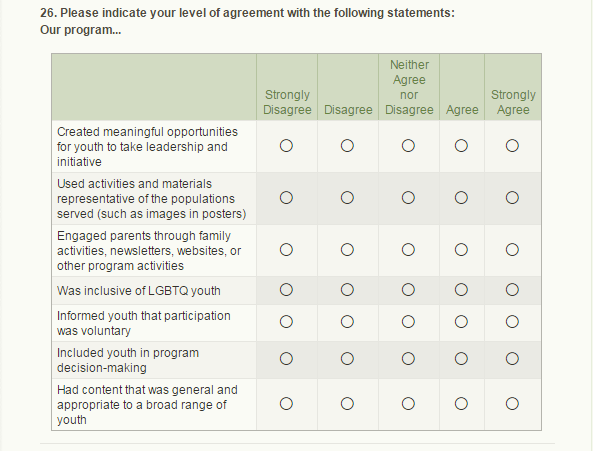 26. Please indicate your level of agreement with the following statements:
Our program...
Strongly
Disagree
Disagree
Neither
Agree
nor
Disagree
Agree
Strongly
Agree
Created meaningful opportunities
for youth to take leadership and
initiative
Used activities and materials
representative of the populations
served (such as images in posters)
Engaged parents through family
activities, newsletters, websites, or
other program activities
Was inclusive of LGBTQ youth
Informed youth that participation
was voluntary
Included youth in program
decision-making
Had content that was general and
appropriate to a broad range of
youth